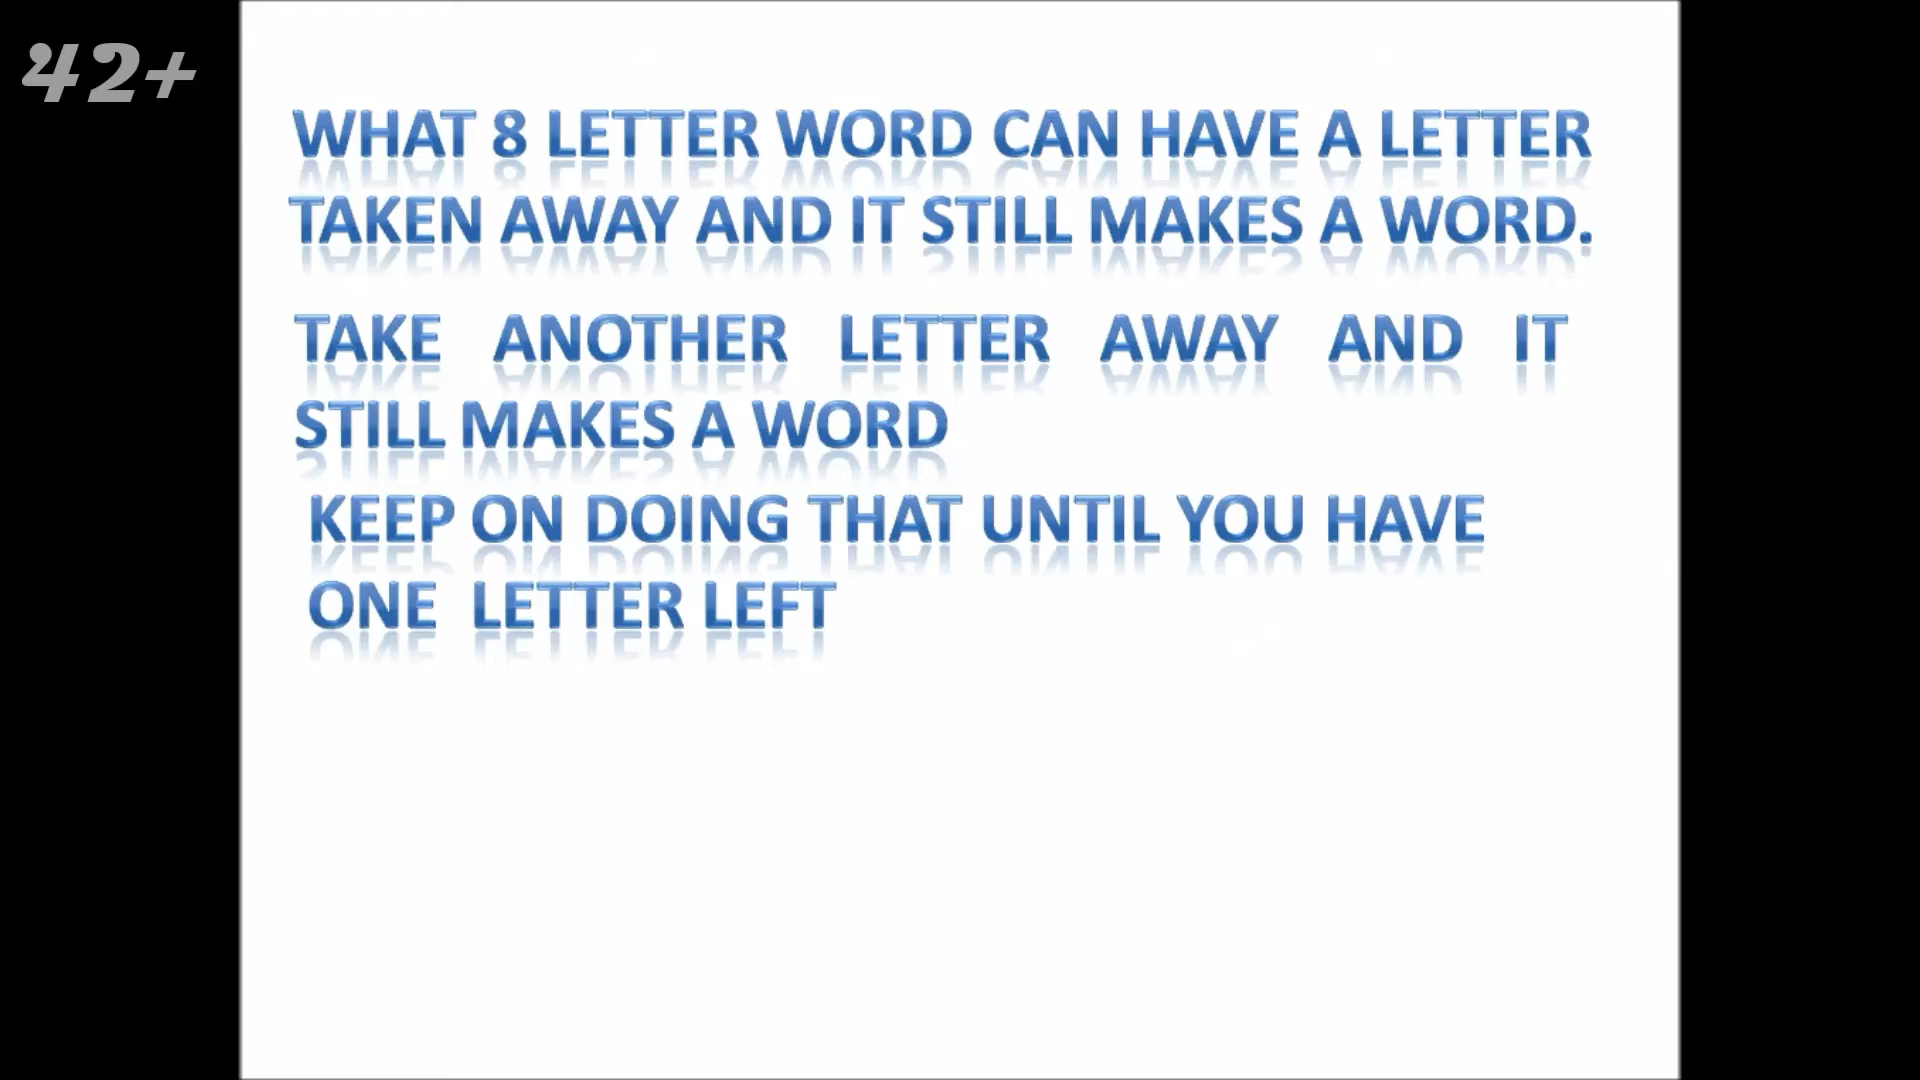 42+
WHAT 8 LETTER WORD CAN HAVE A LETTER
TAKEN AWAY AND IT STILL MAKES A WORD.
TAKE ANOTHER LETTER AWAY AND IT
STILL MAKES A WORD
KEEP ON DOING THAT UNTIL YOU HAVE
ONE LETTER LEFT